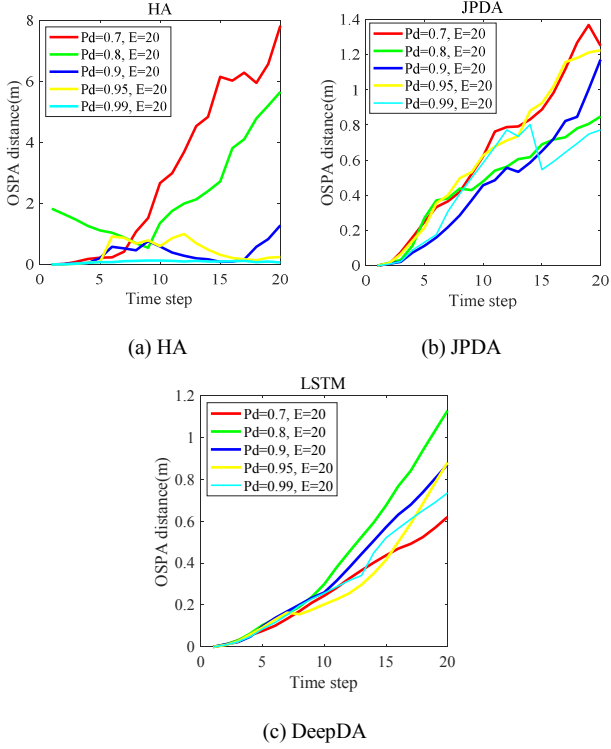 HA
OSPA distance(m)
8
6
4
2
0
Pd=0.7, E=20
Pd=0.8, E=20
Pd=0.9, E=20
Pd=0.95, E=20
Pd=0.99, E=20
0 5 10 15 20
Time step
(a) HA
JPDA
OSPA distance(m)
1.4
1.2
1
0.8
0.6
0.4
0.2
0
Pd=0.7, E=20
Pd=0.8, E=20
Pd=0.9, E=20
Pd=0.95, E=20
Pd=0.99, E=20
0 5 10 15 20
Time step
(b) JPDA
LSTM
OSPA distance(m)
1.2
1
0.8
0.6
0.4
0.2
0
Pd=0.7, E=20
Pd=0.8, E=20
Pd=0.9, E=20
Pd=0.95, E=20
Pd=0.99, E=20
0 5 10 15 20
Time step
(c) DeepDA